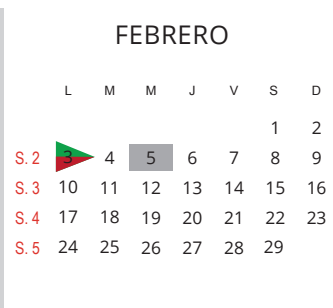 FEBRERO
L M M J V S D
1 2
S. 2 3 4 5 6 7 8 9
S. 3 10 11 12 13 14 15 16
S. 4 17 18 19 20 21 22 23
S. 5 24 25 26 27 28 29